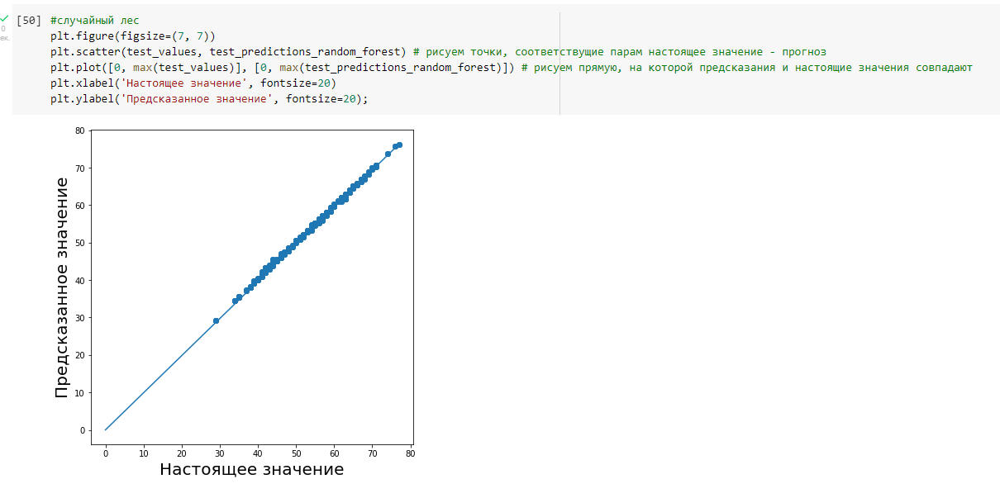 [50] #случайный лес
0
ек.
plt.figure(figsize=(7, 7))
plt.scatter(test_values, test_predictions_random_forest) # рисуем точки, соответствущие парам настоящее значение - прогноз
plt.plot([0, max(test_values)], [0, max(test_predictions_random_forest)]) # рисуем прямую, на которой предсказания и настоящие значения совпадают
plt.xlabel('Настоящее значение', fontsize=20)
plt.ylabel('Предсказанное значение', fontsize=20);
80
70
60
50
40
30
20
10
0
Предсказанное значение
0 10 20 30 40 50 60 70 80
Настоящее значение